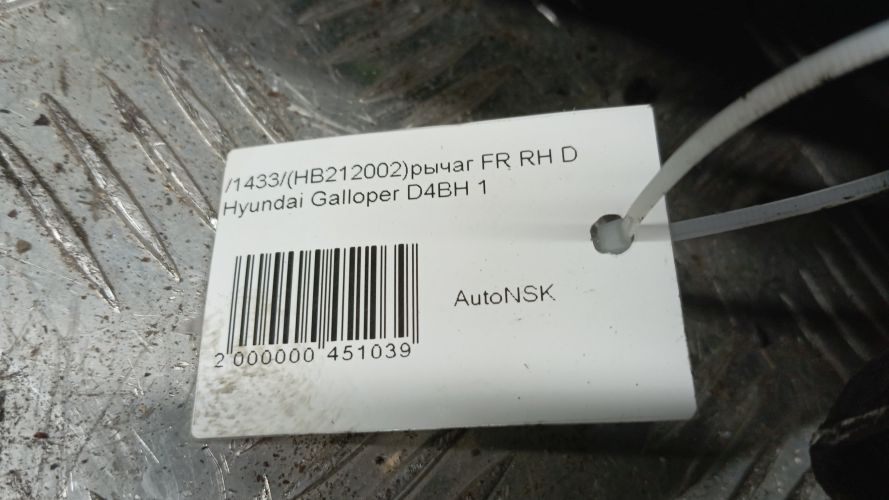 /1433/(HB212002)рычаг FR RH D
Hyundai Galloper D4BH 1
AutoNSK
2 000000 451039